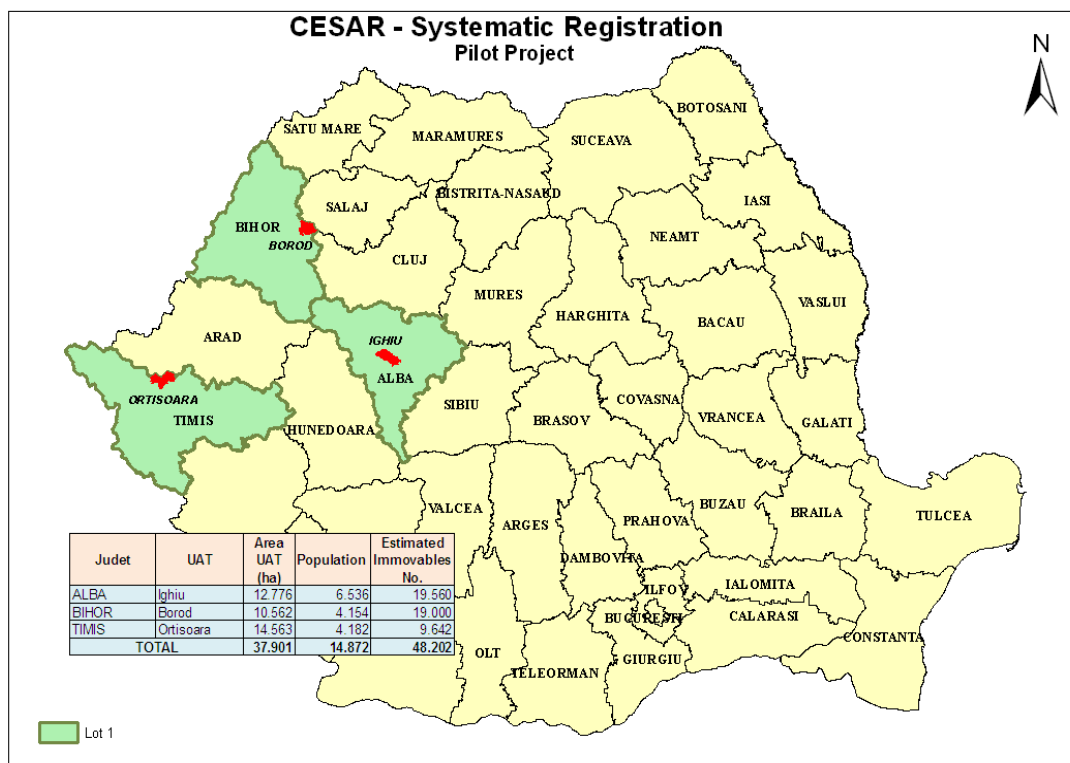 CESAR - Systematic Registration
Pilot Project
N
BOTOSANI
SATU MARE
MARAMURES
SUCEAVA
BISTRITA-NASAUD
SALAJ
IASI
BIHOR
BOROD
NEAMT
CLUJ
MURES
VASLUI
HARGHITA
BACAU
ARAD
IGHIU
ALBA
ORTISOARA
TIMIS
SIBIU
COVASNA
BRASOV
VRANCEA
GALATI
HUNEDOARA
VALCEA
ARGES
PRAHOVA
BUZAU
BRAILA
TULCEA
DAMBOVITA
Judet UAT Area UAT (ha) Population Estimated Immovables No.
ALBA Ighiu 12.776 6.536 19.560
BIHOR Borod 10.562 4.154 19.000
TIMIS Ortisoara 14.563 4.182 9.642
TOTAL 37.901 14.872 48.202
ILFOV
IALOMITA
BUCURESTI
CALARASI
CONSTANTA
OLT
TELEORMAN
GIURGIU
Lot 1